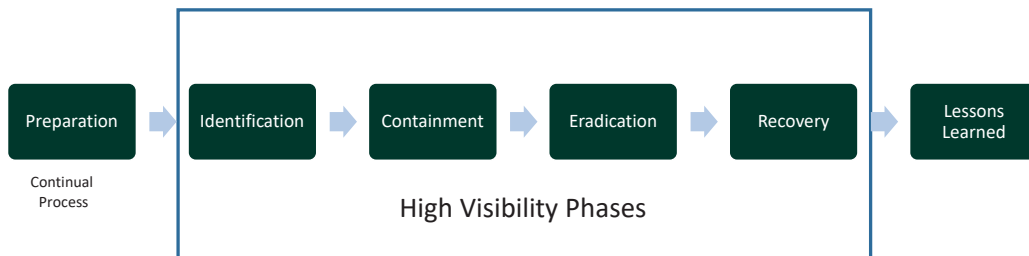 Preparation
Identification
Containment
Eradication
Recovery
Lessons
Learned
Continual
Process
High Visibility Phases